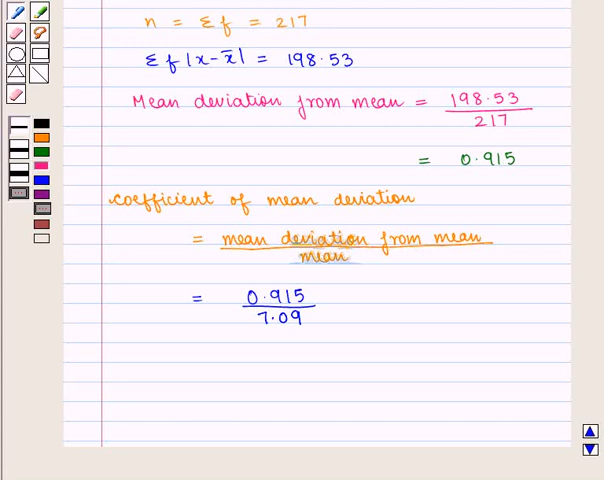 n = Σf = 217
Σf|x-x̄| = 198.53
Mean deviation from mean = 198.53 / 217
= 0.915
coefficient of mean deviation
= mean deviation from mean / mean
= 0.915 / 7.09